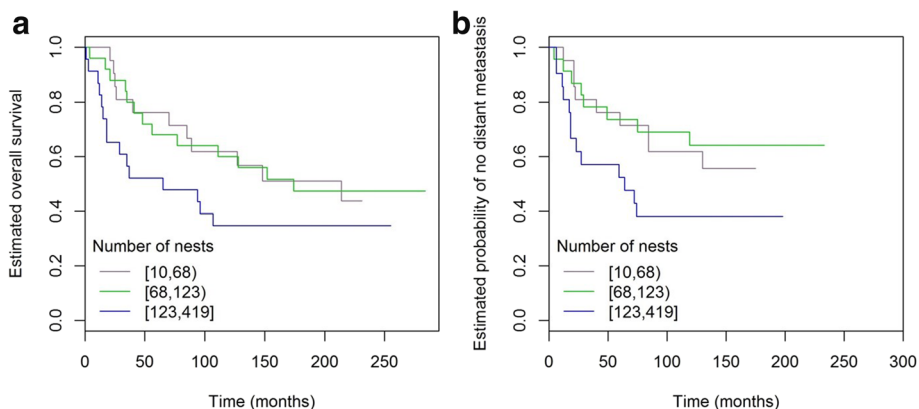 a
Estimated overall survival
1.0
0.8
0.6
0.4
0.2
0.0
Number of nests
[10,68)
[68,123)
[123,419]
0 50 100 150 200 250
Time (months)
b
Estimated probability of no distant metastasis
1.0
0.8
0.6
0.4
0.2
0.0
Number of nests
[10,68)
[68,123)
[123,419]
0 50 100 150 200 250 300
Time (months)